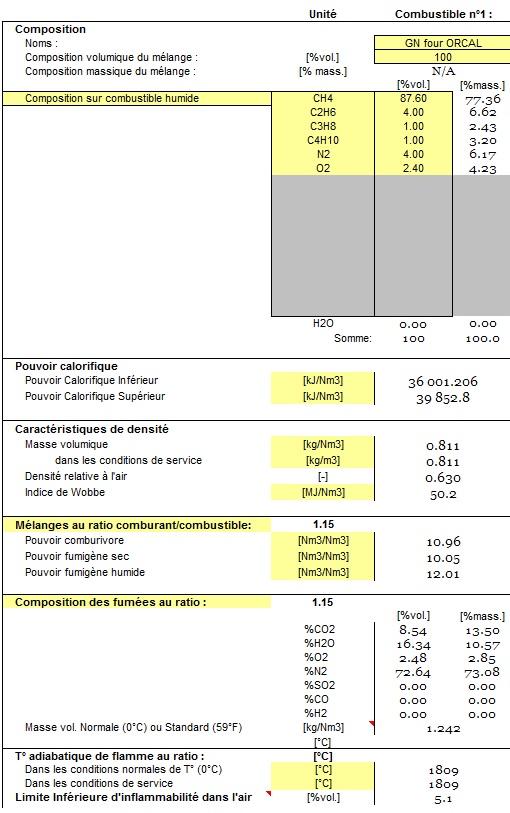 Unité Combustible n°1 :
Composition
Noms : GN four ORCAL
Composition volumique du mélange : [%vol.] 100
Composition massique du mélange : [% mass.] N/A
[%vol.] [%mass.]
Composition sur combustible humide CH4 87.60 77.36
C2H6 4.00 6.62
C3H8 1.00 2.43
C4H10 1.00 3.20
N2 4.00 6.17
O2 2.40 4.23
H2O 0.00 0.00
Somme: 100 100.0
Pouvoir calorifique
Pouvoir Calorifique Inférieur [kJ/Nm3] 36 001.206
Pouvoir Calorifique Supérieur [kJ/Nm3] 39 852.8
Caractéristiques de densité
Masse volumique [kg/Nm3] 0.811
dans les conditions de service [kg/m3] 0.811
Densité relative à l'air [-] 0.630
Indice de Wobbe [MJ/Nm3] 50.2
Mélanges au ratio comburant/combustible: 1.15
Pouvoir comburivore [Nm3/Nm3] 10.96
Pouvoir fumigène sec [Nm3/Nm3] 10.05
Pouvoir fumigène humide [Nm3/Nm3] 12.01
Composition des fumées au ratio : 1.15
[%vol.] [%mass.]
%CO2 8.54 13.50
%H2O 16.34 10.57
%O2 2.48 2.85
%N2 72.64 73.08
%SO2 0.00 0.00
%CO 0.00 0.00
%H2 0.00 0.00
Masse vol. Normale (0°C) ou Standard (59°F) [kg/Nm3] 1.242
[°C]
T° adiabatique de flamme au ratio : [°C]
Dans les conditions normales de T° (0°C) [°C] 1809
Dans les conditions de service [°C] 1809
Limite Inférieure d'inflammabilité dans l'air [%vol.] 5.1